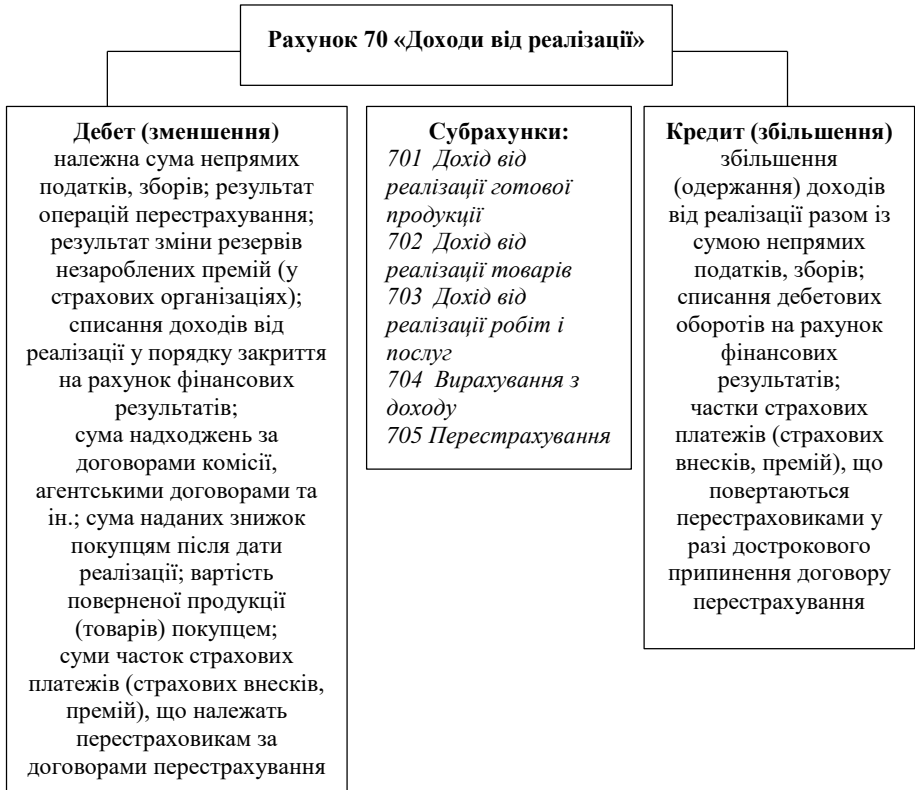 Рахунок 70 «Доходи від реалізації»
Дебет (зменшення)
належна сума непрямих
податків, зборів; результат
операцій перестрахування;
результат зміни резервів
незароблених премій (у
страхових організаціях);
списання доходів від
реалізації у порядку закриття
на рахунок фінансових
результатів;
сума надходжень за
договорами комісії,
агентськими договорами та
ін.; сума наданих знижок
покупцям після дати
реалізації; вартість
поверненої продукції
(товарів) покупцем;
суми часток страхових
платежів (страхових внесків,
премій), що належать
перестраховикам за
договорами перестрахування
Субрахунки:
701 Дохід від
реалізації готової
продукції
702 Дохід від
реалізації товарів
703 Дохід від
реалізації робіт і
послуг
704 Вирахування з
доходу
705 Перестрахування
Кредит (збільшення)
збільшення
(одержання) доходів
від реалізації разом із
сумою непрямих
податків, зборів;
списання дебетових
оборотів на рахунок
фінансових
результатів;
частки страхових
платежів (страхових
внесків, премій), що
повертаються
перестраховиками у
разі дострокового
припинення договору
перестрахування